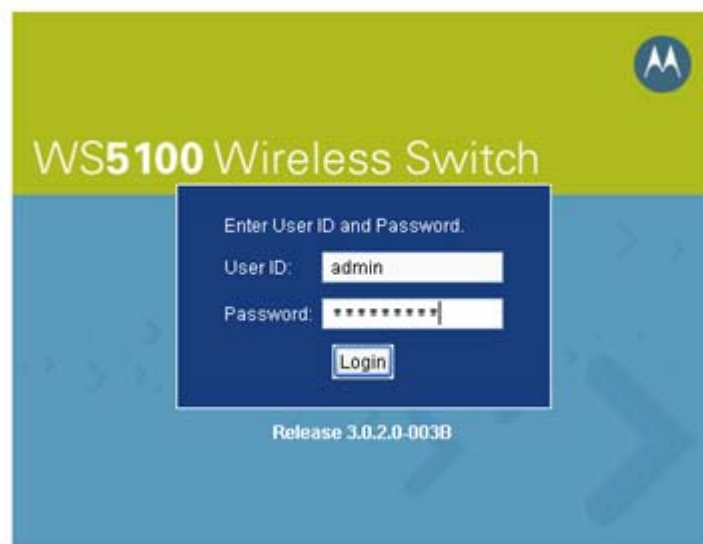 WS5100 Wireless Switch
Enter User ID and Password.
User ID: admin
Password: *********
Login
Release 3.0.2.0-003B